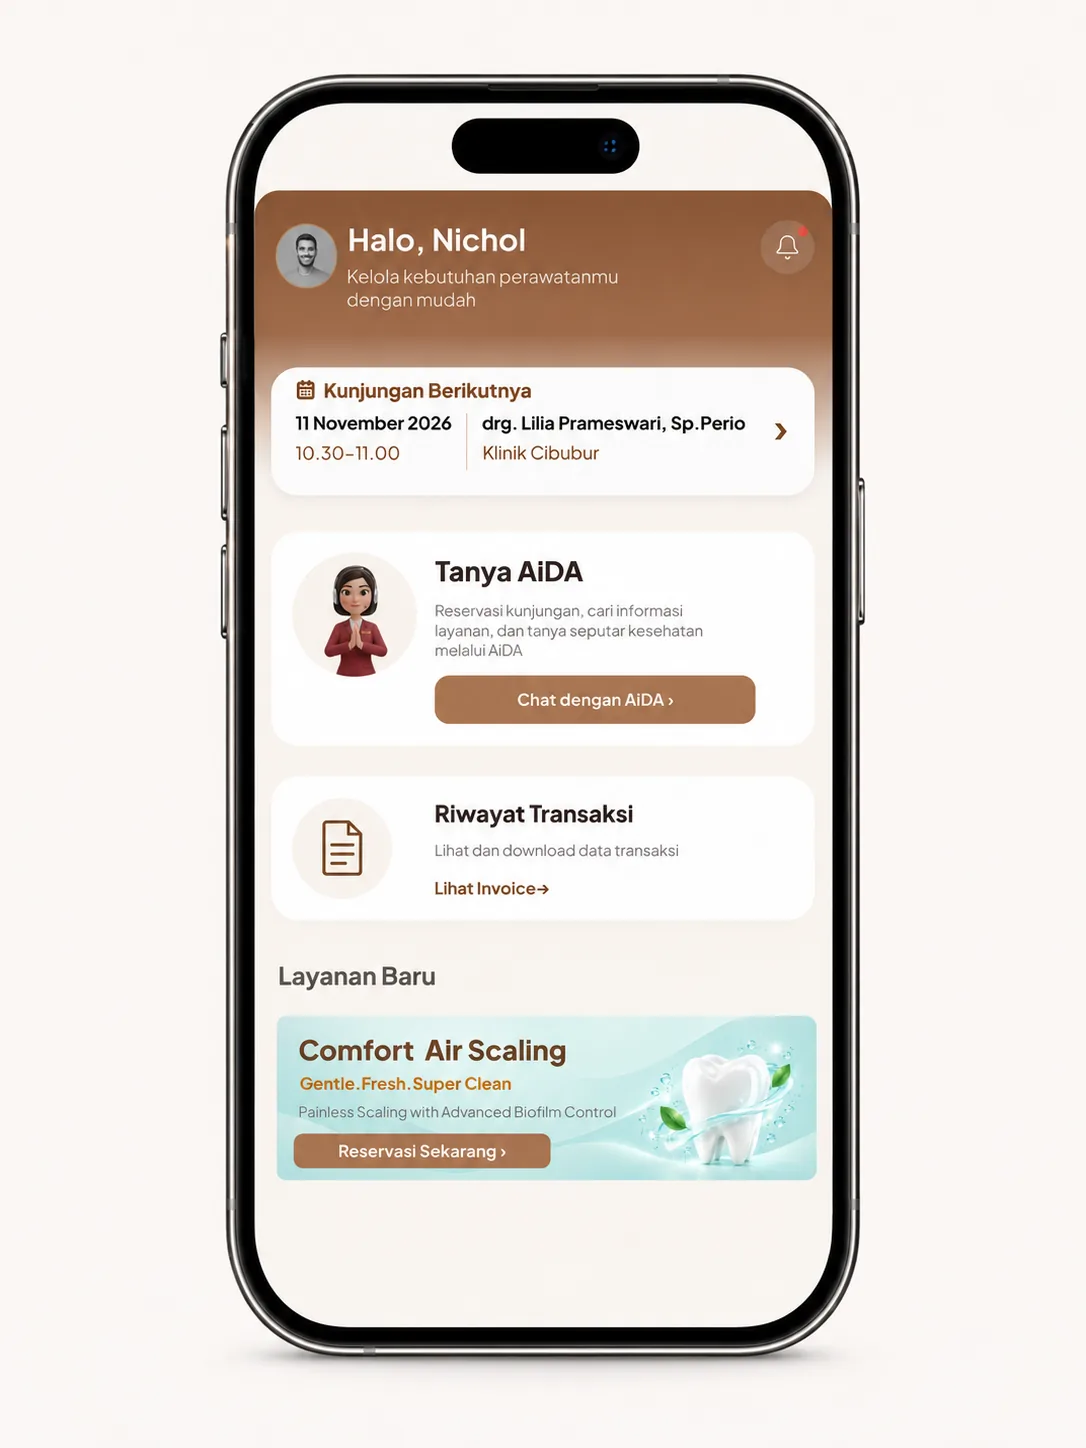 Halo, Nichol
Kelola kebutuhan perawatanmu
dengan mudah
Kunjungan Berikutnya
11 November 2026
10.30–11.00
drg. Lilia Prameswari, Sp.Perio
Klinik Cibubur
›
Tanya AiDA
Reservasi kunjungan, cari informasi
layanan, dan tanya seputar kesehatan
melalui AiDA
Chat dengan AiDA ›
Riwayat Transaksi
Lihat dan download data transaksi
Lihat Invoice→
Layanan Baru
Comfort Air Scaling
Gentle.Fresh.Super Clean
Painless Scaling with Advanced Biofilm Control
Reservasi Sekarang ›